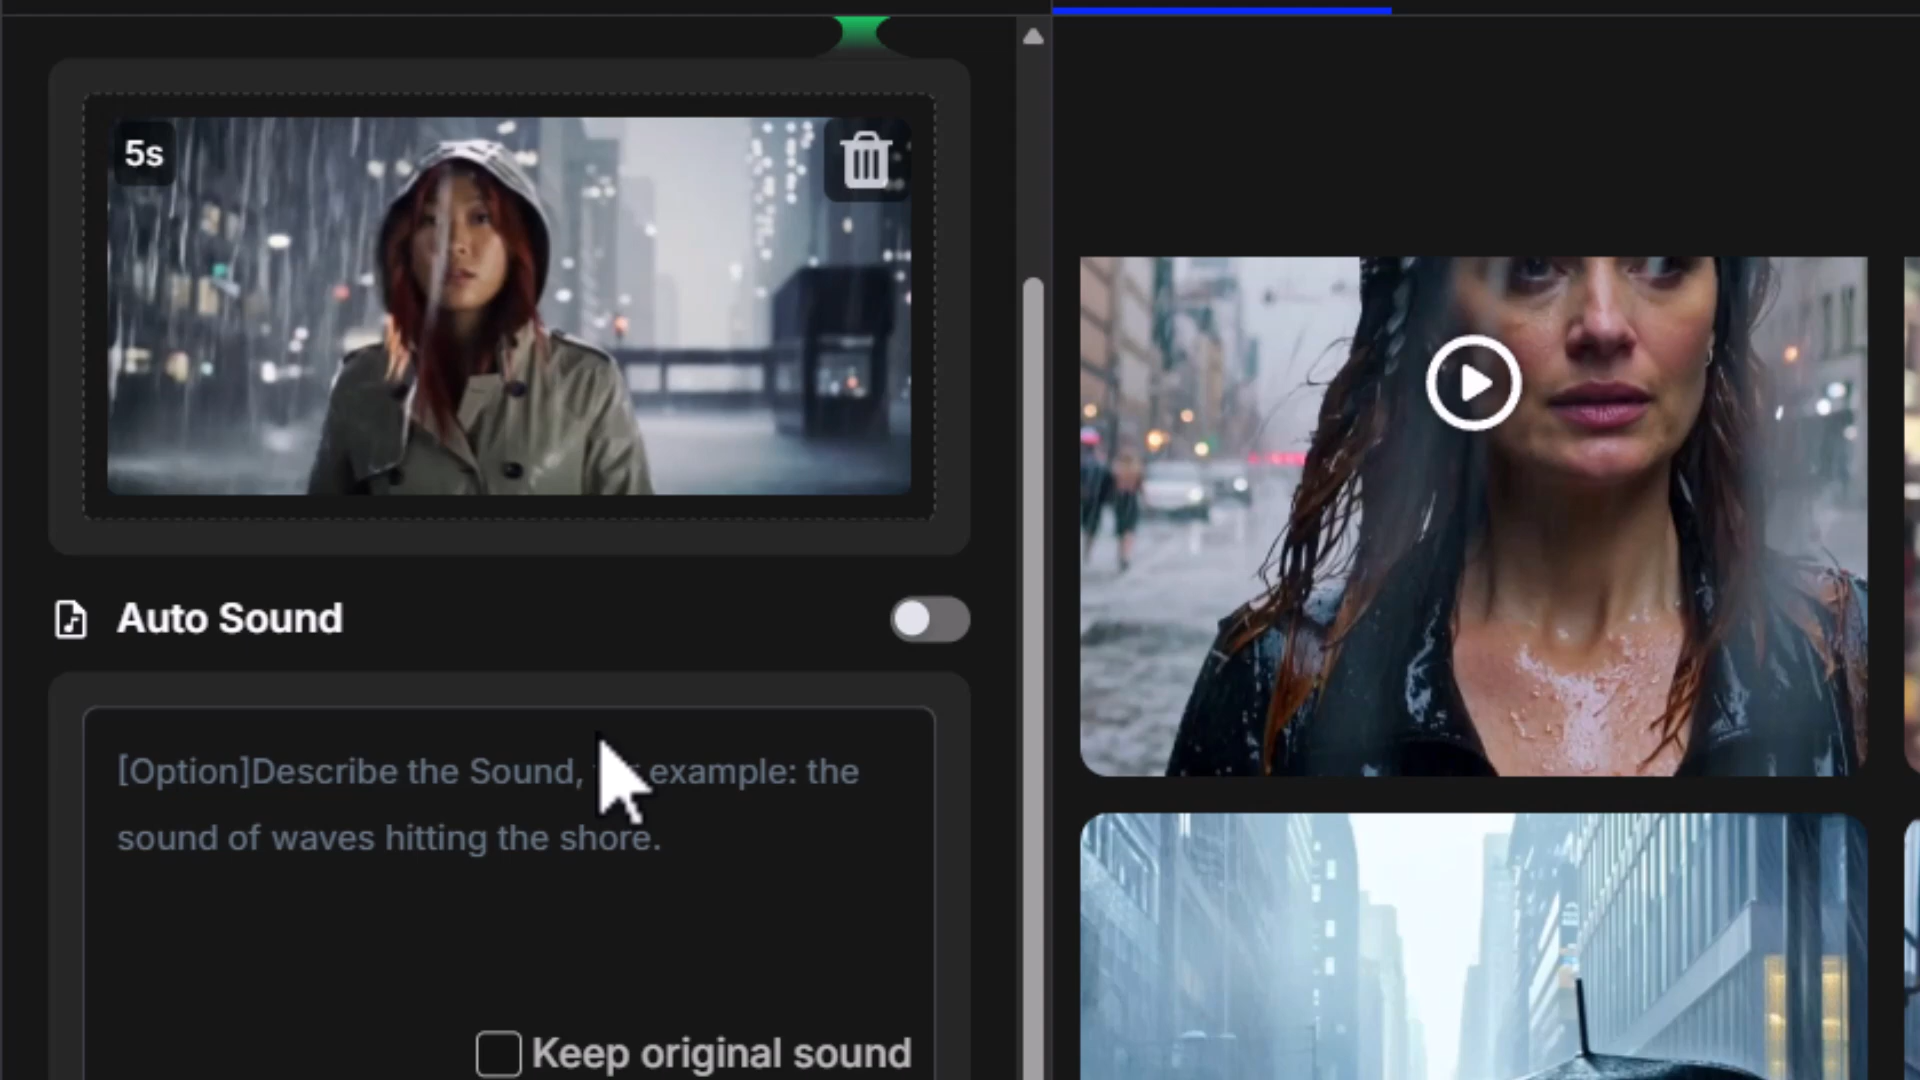 5s
Auto Sound
[Option]Describe the Sound, example: the
sound of waves hitting the shore.
Keep original sound